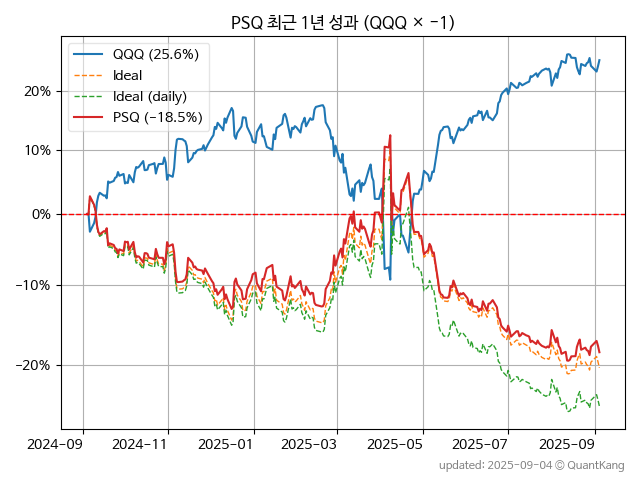 PSQ 최근 1년 성과 (QQQ × −1)
QQQ (25.6%)
Ideal
Ideal (daily)
PSQ (−18.5%)
20%
10%
0%
−10%
−20%
2024-09
2024-11
2025-01
2025-03
2025-05
2025-07
2025-09
updated: 2025-09-04 © QuantKang